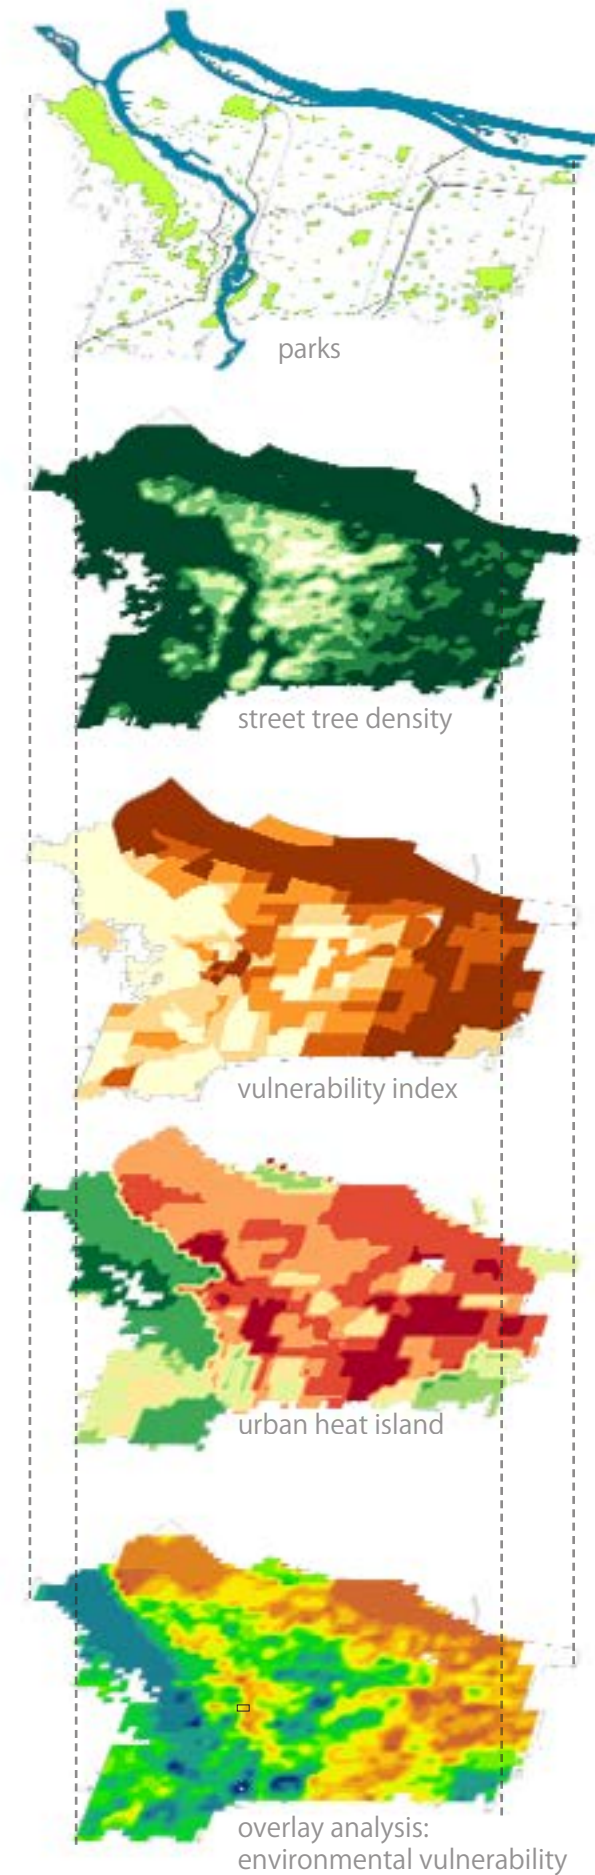 parks
street tree density
vulnerability index
urban heat island
overlay analysis:
environmental vulnerability